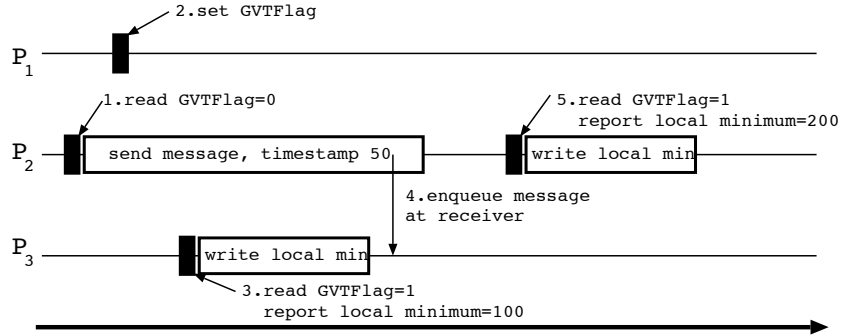 2.set GVTFlag
P1
1.read GVTFlag=0
5.read GVTFlag=1
report local minimum=200
P2
send message, timestamp 50
write local min
4.enqueue message
at receiver
P3
write local min
3.read GVTFlag=1
report local minimum=100